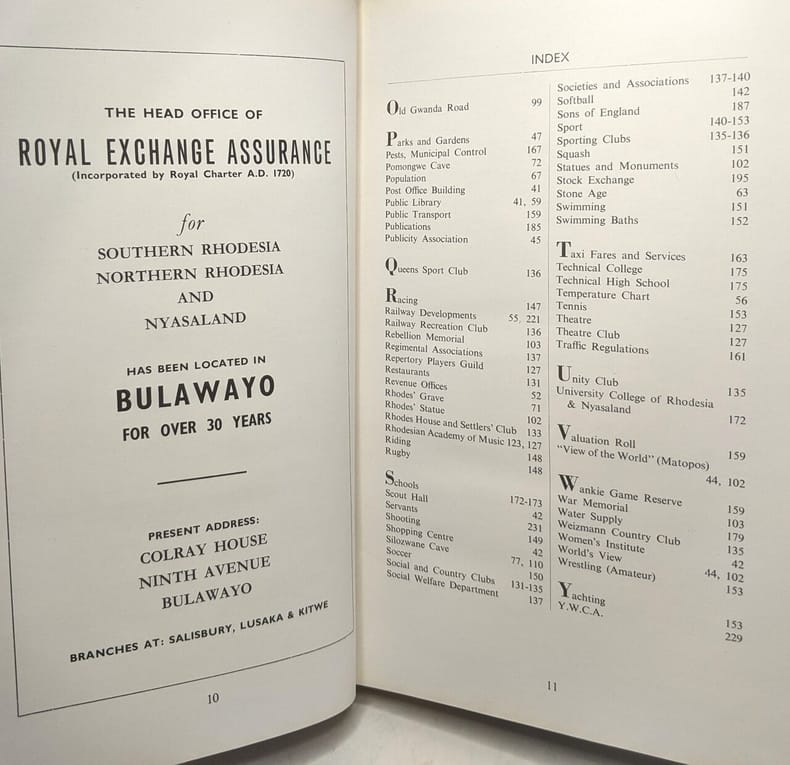 THE HEAD OFFICE OF
ROYAL EXCHANGE ASSURANCE
(Incorporated by Royal Charter A.D. 1720)
for
SOUTHERN RHODESIA
NORTHERN RHODESIA
AND
NYASALAND
HAS BEEN LOCATED IN
BULAWAYO
FOR OVER 30 YEARS
PRESENT ADDRESS:
COLRAY HOUSE
NINTH AVENUE
BULAWAYO
BRANCHES AT: SALISBURY, LUSAKA & KITWE
10
INDEX
Old Gwanda Road 99
Parks and Gardens 47
Pests, Municipal Control 167
Pomongwe Cave 72
Population 67
Post Office Building 41
Public Library 41, 59
Public Transport 159
Publications 185
Publicity Association 45
Queens Sport Club 136
Racing 147
Railway Developments 55, 221
Railway Recreation Club 136
Rebellion Memorial 103
Regimental Associations 137
Repertory Players Guild 127
Restaurants 131
Revenue Offices 52
Rhodes' Grave 71
Rhodes' Statue 102
Rhodes House and Settlers' Club 133
Rhodesian Academy of Music 123, 127
Riding 148
Rugby 148
Schools 172-173
Scout Hall 42
Servants 231
Shooting 149
Shopping Centre 42
Silozwane Cave 77, 110
Soccer 150
Social and Country Clubs 131-135
Social Welfare Department 137
Societies and Associations 137-140
Softball 142
Sons of England 187
Sport 140-153
Sporting Clubs 135-136
Squash 151
Statues and Monuments 102
Stock Exchange 195
Stone Age 63
Swimming 151
Swimming Baths 152
Taxi Fares and Services 163
Technical College 175
Technical High School 175
Temperature Chart 56
Tennis 153
Theatre 127
Theatre Club 127
Traffic Regulations 161
Unity Club 135
University College of Rhodesia
& Nyasaland 172
Valuation Roll 159
"View of the World" (Matopos)
44, 102
Wankie Game Reserve 159
War Memorial 103
Water Supply 179
Weizmann Country Club 135
Women's Institute 42
World's View 44, 102
Wrestling (Amateur) 153
Yachting 153
Y.W.C.A. 229
11